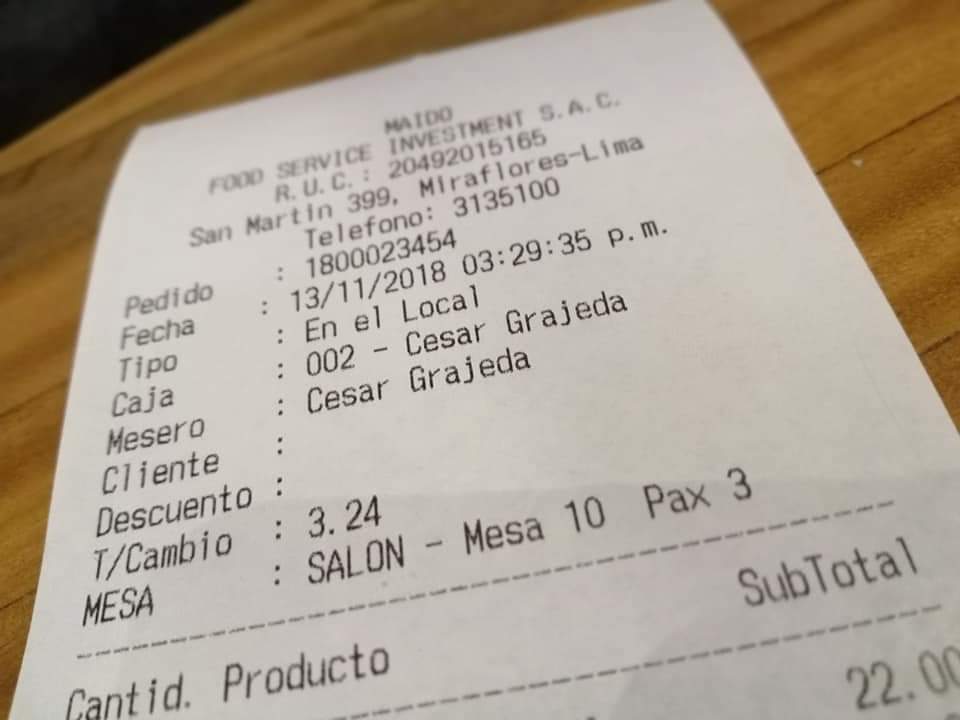 MAIDO
FOOD SERVICE INVESTMENT S.A.C.
R.U.C.: 20492015165
San Martin 399, Miraflores-Lima
Telefono: 3135100
Pedido : 1800023454
Fecha : 13/11/2018 03:29:35 p.m.
Tipo : En el Local
Caja : 002 - Cesar Grajeda
Mesero : Cesar Grajeda
Cliente :
Descuento :
T/Cambio : 3.24
MESA : SALON - Mesa 10 Pax 3
Cantid. Producto SubTotal
22.00